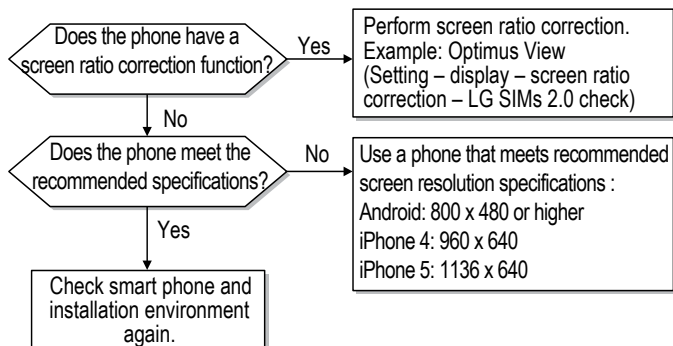 Does the phone have a
screen ratio correction function?
Yes
Perform screen ratio correction.
Example: Optimus View
(Setting – display – screen ratio
correction – LG SIMs 2.0 check)
No
Does the phone meet the
recommended specifications?
No
Use a phone that meets recommended
screen resolution specifications :
Android: 800 x 480 or higher
iPhone 4: 960 x 640
iPhone 5: 1136 x 640
Yes
Check smart phone and
installation environment
again.